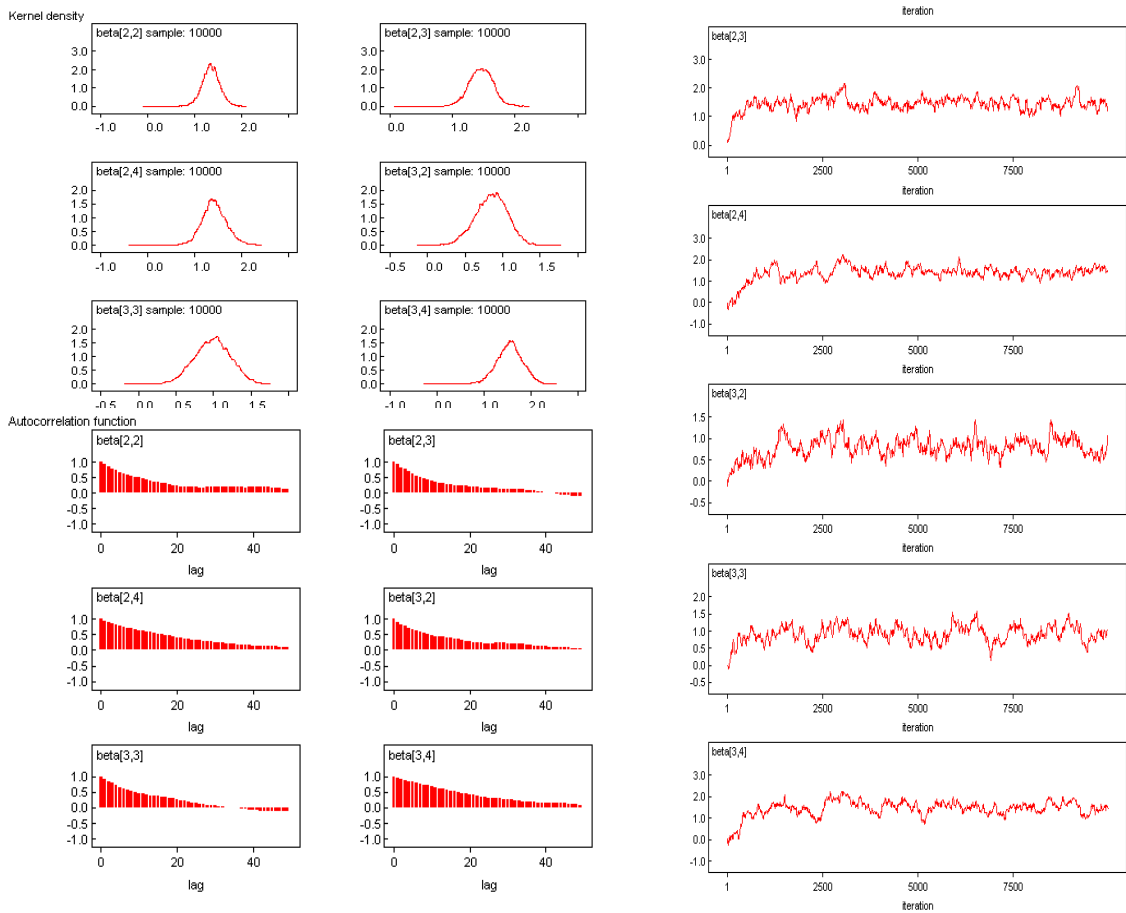 Kernel density
beta[2,2] sample: 10000
3.0
2.0
1.0
0.0
-1.0 0.0 1.0 2.0
beta[2,3] sample: 10000
3.0
2.0
1.0
0.0
0.0 1.0 2.0
beta[2,4] sample: 10000
2.0
1.5
1.0
0.5
0.0
-1.0 0.0 1.0 2.0
beta[3,2] sample: 10000
2.0
1.5
1.0
0.5
0.0
-0.5 0.0 0.5 1.0 1.5
beta[3,3] sample: 10000
2.0
1.5
1.0
0.5
0.0
-0.5 0.0 0.5 1.0 1.5
beta[3,4] sample: 10000
2.0
1.5
1.0
0.5
0.0
-1.0 0.0 1.0 2.0
Autocorrelation function
beta[2,2]
1.0
0.5
0.0
-0.5
-1.0
0 20 40
lag
beta[2,3]
1.0
0.5
0.0
-0.5
-1.0
0 20 40
lag
beta[2,4]
1.0
0.5
0.0
-0.5
-1.0
0 20 40
lag
beta[3,2]
1.0
0.5
0.0
-0.5
-1.0
0 20 40
lag
beta[3,3]
1.0
0.5
0.0
-0.5
-1.0
0 20 40
lag
beta[3,4]
1.0
0.5
0.0
-0.5
-1.0
0 20 40
lag
iteration
beta[2,3]
3.0
2.0
1.0
0.0
1 2500 5000 7500
iteration
beta[2,4]
3.0
2.0
1.0
0.0
-1.0
1 2500 5000 7500
iteration
beta[3,2]
1.5
1.0
0.5
0.0
-0.5
1 2500 5000 7500
iteration
beta[3,3]
2.0
1.5
1.0
0.5
0.0
-0.5
1 2500 5000 7500
iteration
beta[3,4]
3.0
2.0
1.0
0.0
-1.0
1 2500 5000 7500
iteration